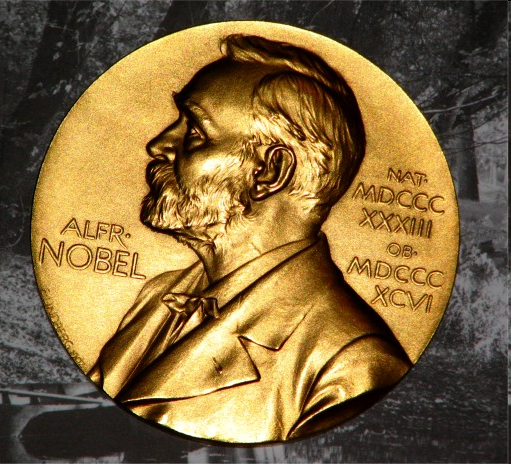 ALFR·
NOBEL
NAT·
MDCCC
XXXIII
OB·
MDCCC
XCVI